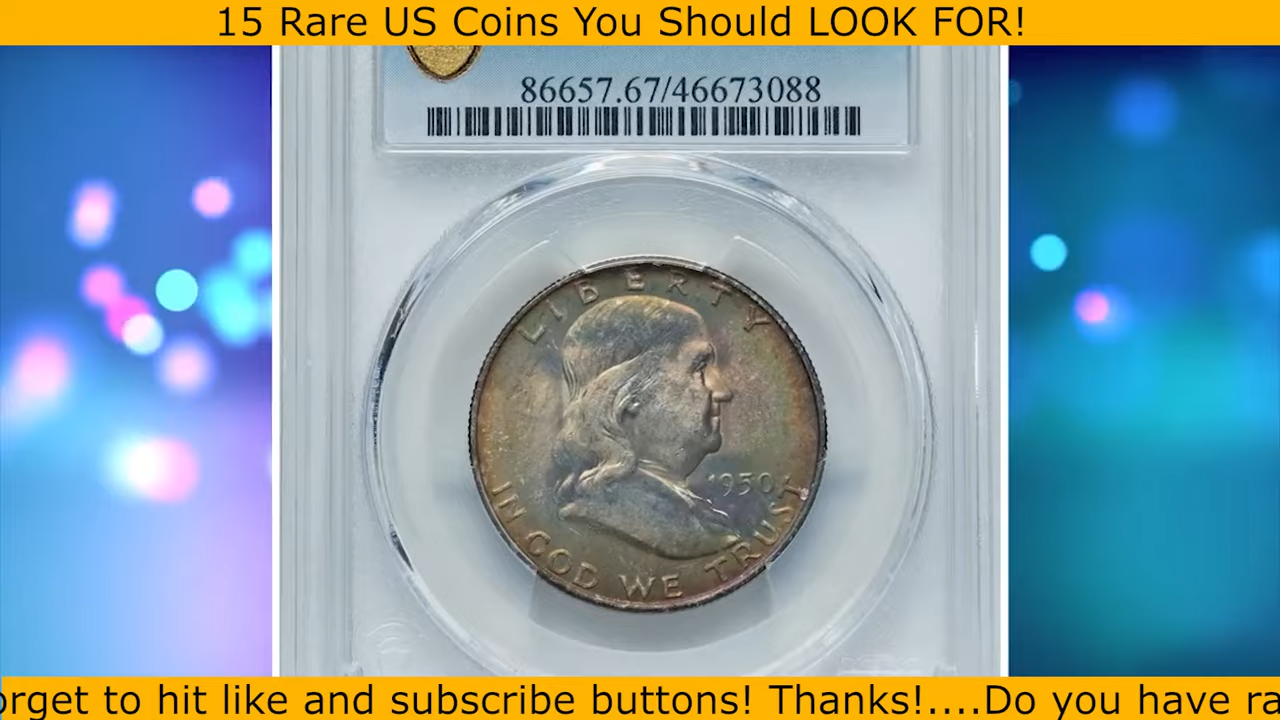 15 Rare US Coins You Should LOOK FOR!
86657.67/46673088
LIBERTY
1950
IN GOD WE TRUST
orget to hit like and subscribe buttons! Thanks!....Do you have ra